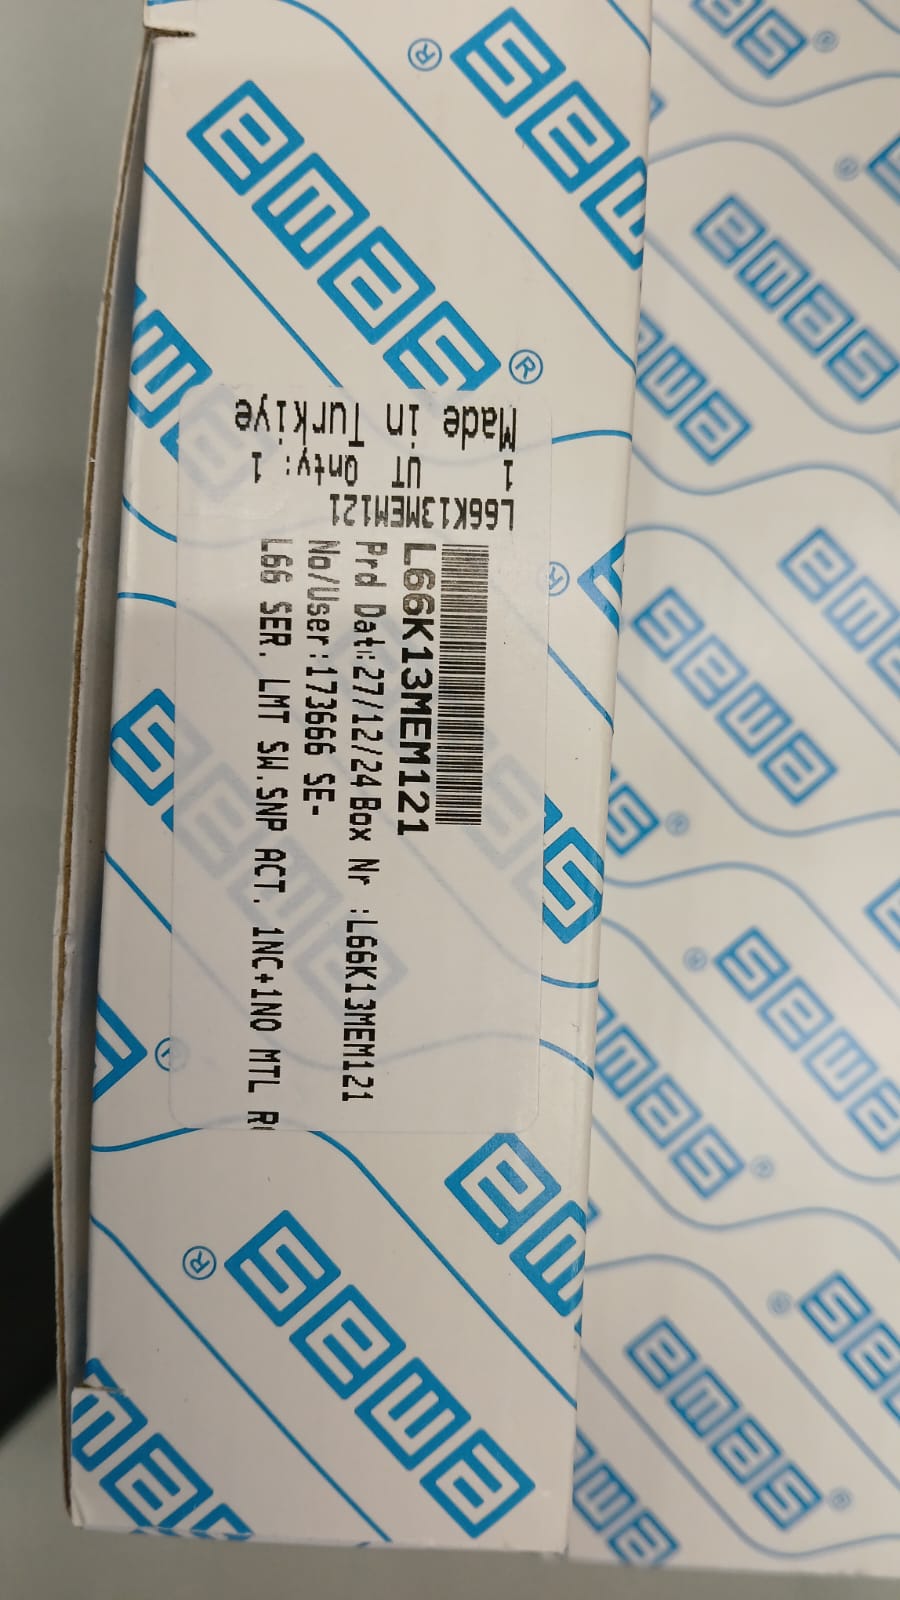 EMAS®
L66K13MEM121
Prd Dat:27/12/24 Box Nr :L66K13MEM121
No/User:173666 SE-
L66 SER. LMT SW.SNP ACT. 1NC+1NO MTL
L66K13MEM121
1 UT Qnty: 1
Made in Turkiye